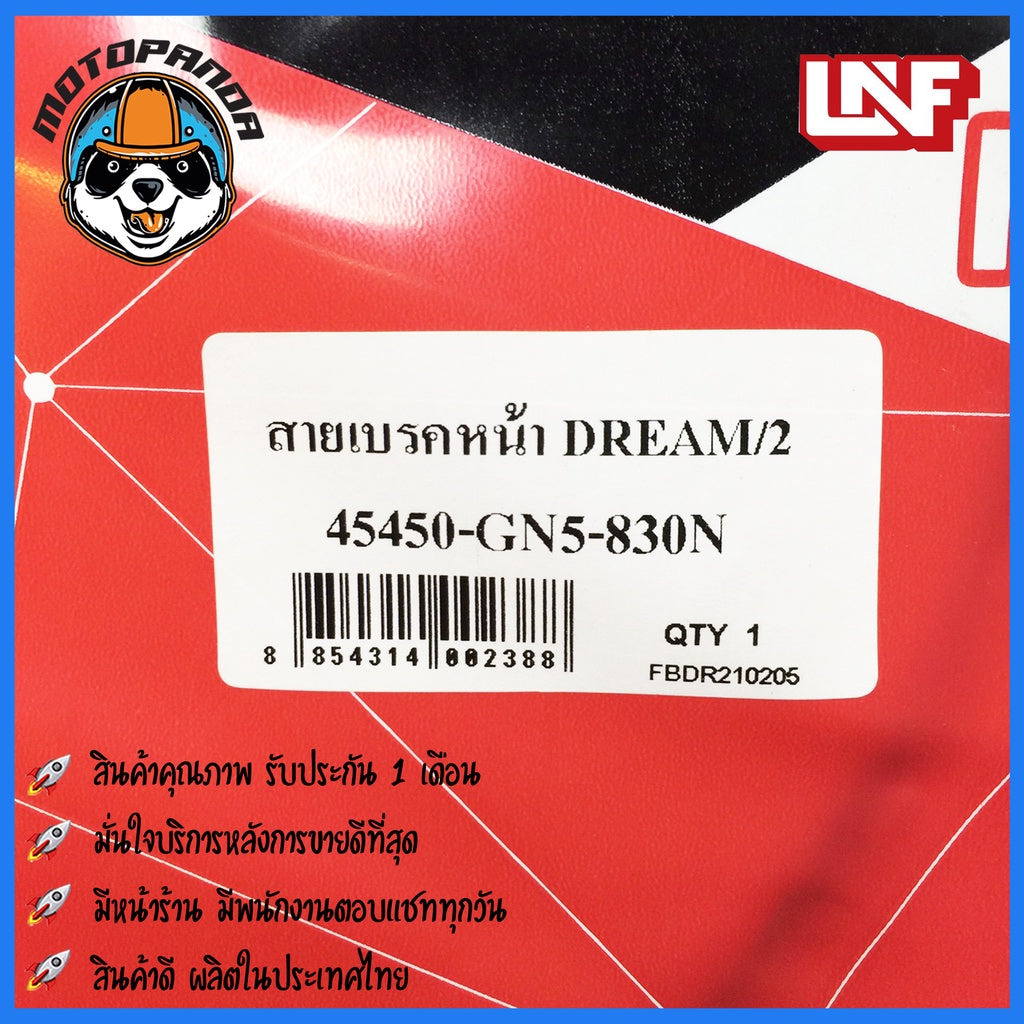 MOTOPANDA
LNF
สายเบรคหน้า DREAM/2
45450-GN5-830N
8 854314 002388
QTY 1
FBDR210205
สินค้าคุณภาพ รับประกัน 1 เดือน
มั่นใจบริการหลังการขายดีที่สุด
มีหน้าร้าน มีพนักงานตอบแชททุกวัน
สินค้าดี ผลิตในประเทศไทย